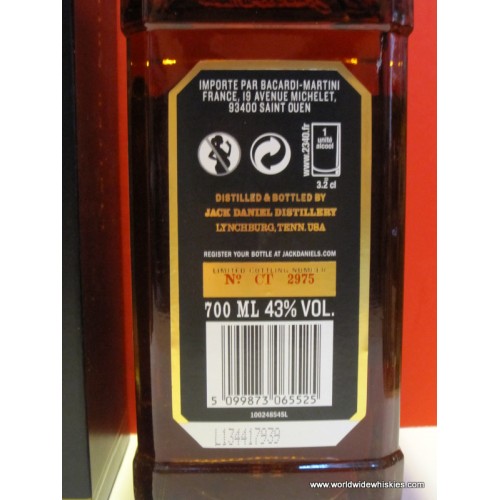 IMPORTE PAR BACARDI-MARTINI
FRANCE, 19 AVENUE MICHELET,
93400 SAINT OUEN
www.2340.fr
1
unité
alcool
3.2 cl
DISTILLED & BOTTLED BY
JACK DANIEL DISTILLERY
LYNCHBURG, TENN. USA
REGISTER YOUR BOTTLE AT JACKDANIELS.COM
LIMITED BOTTLING NUMBER
Nº CT 2975
700 ML 43% VOL.
5 099873 065525
100248545L
L134417939
© www.worldwidewhiskies.com